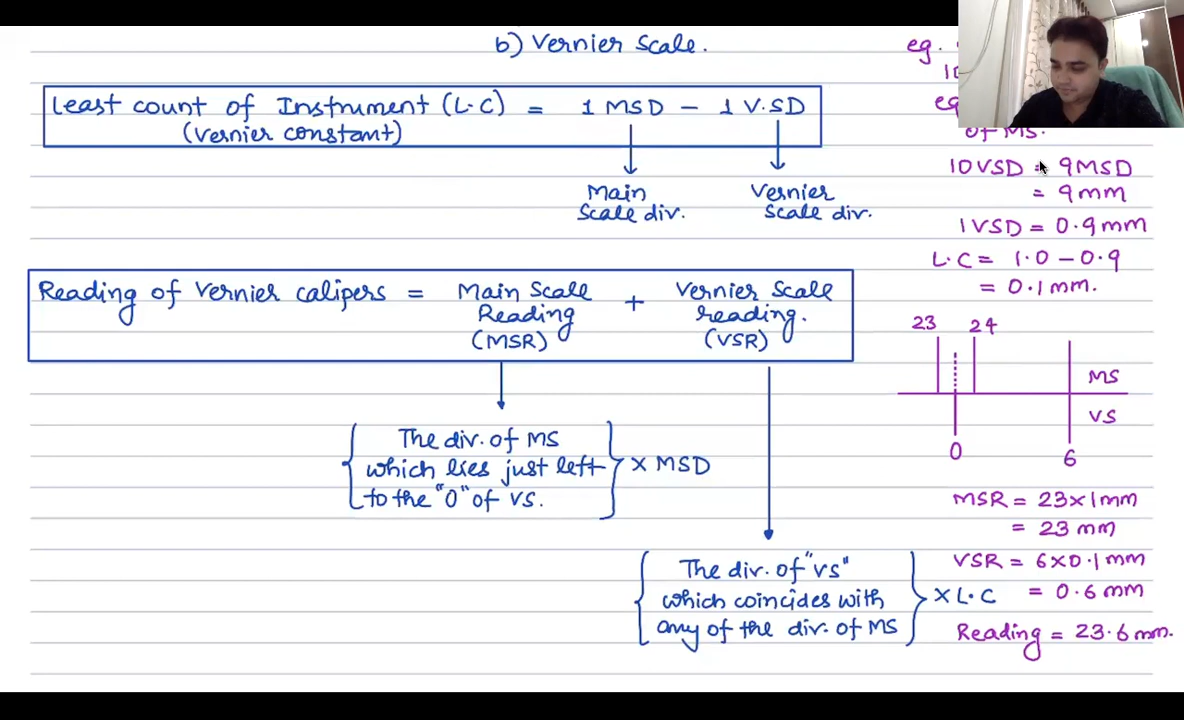 b) Vernier Scale.
Least count of Instrument (L.C) = 1 MSD - 1 V.SD
(Vernier constant)
Main Scale div.
Vernier Scale div.
Reading of Vernier calipers = Main Scale Reading (MSR) + Vernier Scale reading. (VSR)
{ The div. of MS
which lies just left
to the "0" of VS. } × MSD
{ The div. of "VS"
which coincides with
any of the div. of MS } × L.C
eg.
of MS.
10VSD = 9MSD
= 9mm
1VSD = 0.9mm
L.C = 1.0 - 0.9
= 0.1mm.
23 24
MS
VS
0 6
MSR = 23×1mm
= 23 mm
VSR = 6×0.1mm
= 0.6 mm
Reading = 23.6 mm.